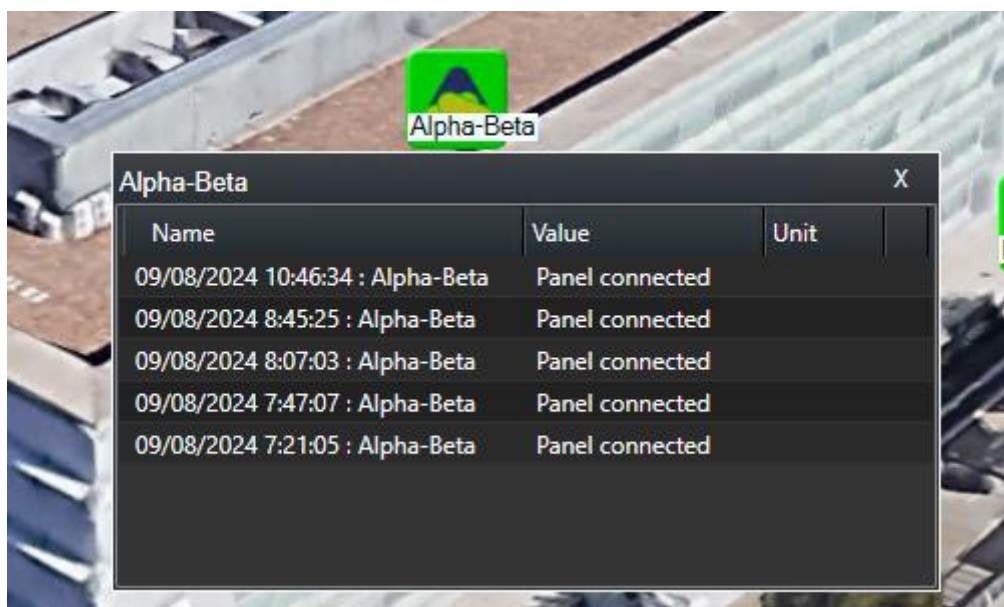 Alpha-Beta
Alpha-Beta X
Name Value Unit
09/08/2024 10:46:34 : Alpha-Beta Panel connected
09/08/2024 8:45:25 : Alpha-Beta Panel connected
09/08/2024 8:07:03 : Alpha-Beta Panel connected
09/08/2024 7:47:07 : Alpha-Beta Panel connected
09/08/2024 7:21:05 : Alpha-Beta Panel connected